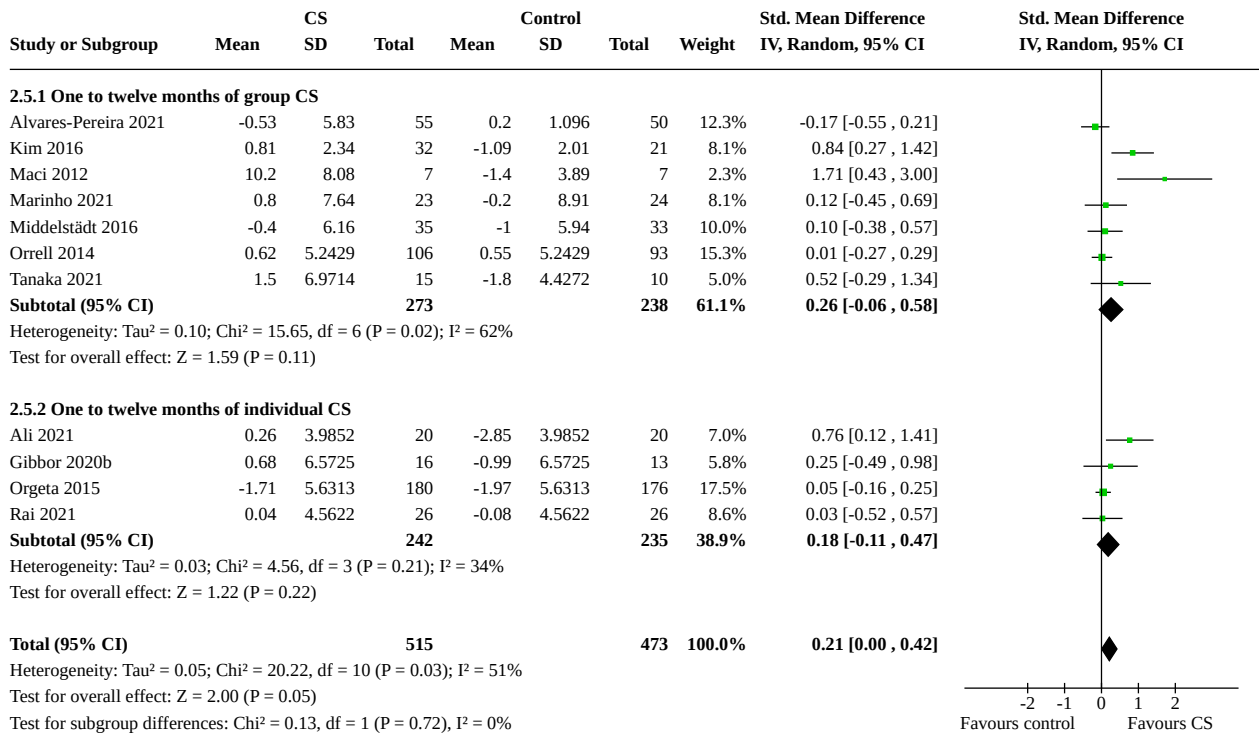 CS Control Std. Mean Difference Std. Mean Difference
Study or Subgroup Mean SD Total Mean SD Total Weight IV, Random, 95% CI IV, Random, 95% CI
2.5.1 One to twelve months of group CS
Alvares-Pereira 2021 -0.53 5.83 55 0.2 1.096 50 12.3% -0.17 [-0.55 , 0.21]
Kim 2016 0.81 2.34 32 -1.09 2.01 21 8.1% 0.84 [0.27 , 1.42]
Maci 2012 10.2 8.08 7 -1.4 3.89 7 2.3% 1.71 [0.43 , 3.00]
Marinho 2021 0.8 7.64 23 -0.2 8.91 24 8.1% 0.12 [-0.45 , 0.69]
Middelstädt 2016 -0.4 6.16 35 -1 5.94 33 10.0% 0.10 [-0.38 , 0.57]
Orrell 2014 0.62 5.2429 106 0.55 5.2429 93 15.3% 0.01 [-0.27 , 0.29]
Tanaka 2021 1.5 6.9714 15 -1.8 4.4272 10 5.0% 0.52 [-0.29 , 1.34]
Subtotal (95% CI) 273 238 61.1% 0.26 [-0.06 , 0.58]
Heterogeneity: Tau² = 0.10; Chi² = 15.65, df = 6 (P = 0.02); I² = 62%
Test for overall effect: Z = 1.59 (P = 0.11)
2.5.2 One to twelve months of individual CS
Ali 2021 0.26 3.9852 20 -2.85 3.9852 20 7.0% 0.76 [0.12 , 1.41]
Gibbor 2020b 0.68 6.5725 16 -0.99 6.5725 13 5.8% 0.25 [-0.49 , 0.98]
Orgeta 2015 -1.71 5.6313 180 -1.97 5.6313 176 17.5% 0.05 [-0.16 , 0.25]
Rai 2021 0.04 4.5622 26 -0.08 4.5622 26 8.6% 0.03 [-0.52 , 0.57]
Subtotal (95% CI) 242 235 38.9% 0.18 [-0.11 , 0.47]
Heterogeneity: Tau² = 0.03; Chi² = 4.56, df = 3 (P = 0.21); I² = 34%
Test for overall effect: Z = 1.22 (P = 0.22)
Total (95% CI) 515 473 100.0% 0.21 [0.00 , 0.42]
Heterogeneity: Tau² = 0.05; Chi² = 20.22, df = 10 (P = 0.03); I² = 51%
Test for overall effect: Z = 2.00 (P = 0.05)
-2 -1 0 1 2
Test for subgroup differences: Chi² = 0.13, df = 1 (P = 0.72), I² = 0% Favours control Favours CS